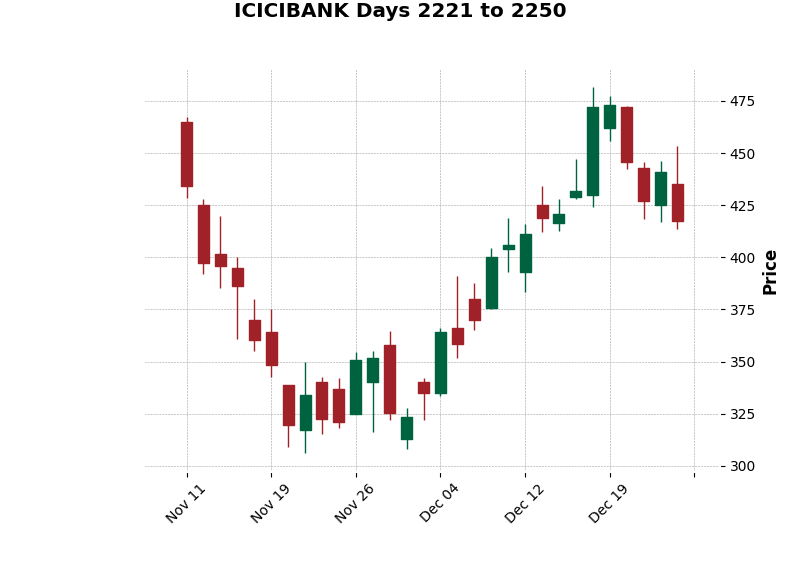 ICICIBANK Days 2221 to 2250
475
450
425
400
375
350
325
300
Price
Nov 11
Nov 19
Nov 26
Dec 04
Dec 12
Dec 19